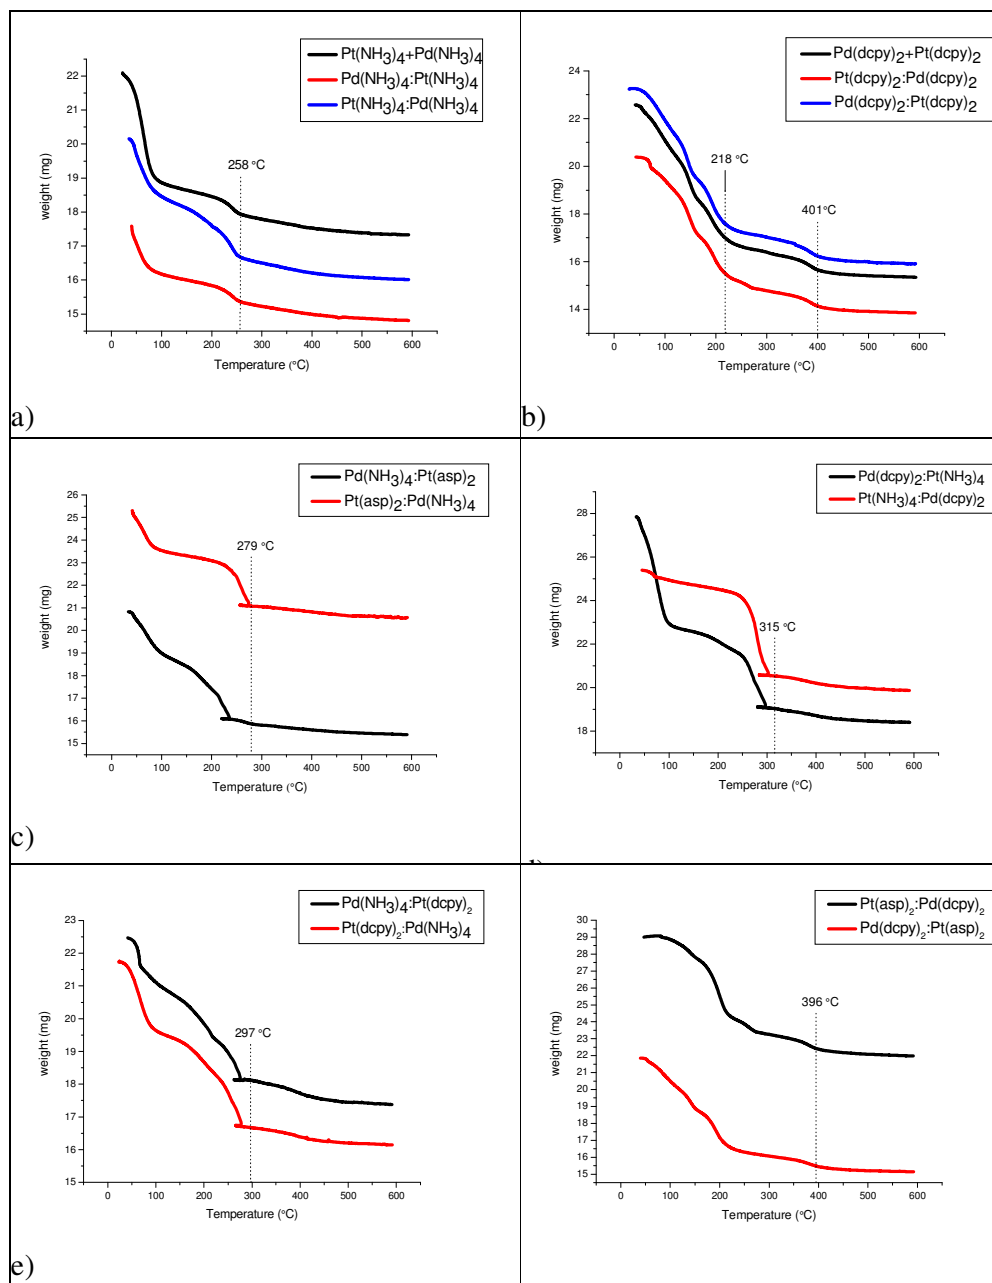 Pt(NH3)4+Pd(NH3)4
Pd(NH3)4:Pt(NH3)4
Pt(NH3)4:Pd(NH3)4
258 °C
weight (mg)
22
21
20
19
18
17
16
15
0 100 200 300 400 500 600
Temperature (°C)
a)
Pd(dcpy)2+Pt(dcpy)2
Pt(dcpy)2:Pd(dcpy)2
Pd(dcpy)2:Pt(dcpy)2
218 °C
401°C
weight (mg)
24
22
20
18
16
14
0 100 200 300 400 500 600
Temperature (°C)
b)
Pd(NH3)4:Pt(asp)2
Pt(asp)2:Pd(NH3)4
279 °C
weight (mg)
26
25
24
23
22
21
20
19
18
17
16
15
0 100 200 300 400 500 600
Temperature (°C)
c)
Pd(dcpy)2:Pt(NH3)4
Pt(NH3)4:Pd(dcpy)2
315 °C
weight (mg)
28
26
24
22
20
18
0 100 200 300 400 500 600
Temperature (°C)
Pd(NH3)4:Pt(dcpy)2
Pt(dcpy)2:Pd(NH3)4
297 °C
weight (mg)
23
22
21
20
19
18
17
16
15
0 100 200 300 400 500 600
Temperature (°C)
e)
Pt(asp)2:Pd(dcpy)2
Pd(dcpy)2:Pt(asp)2
396 °C
weight (mg)
30
29
28
27
26
25
24
23
22
21
20
19
18
17
16
15
0 100 200 300 400 500 600
Temperature (°C)